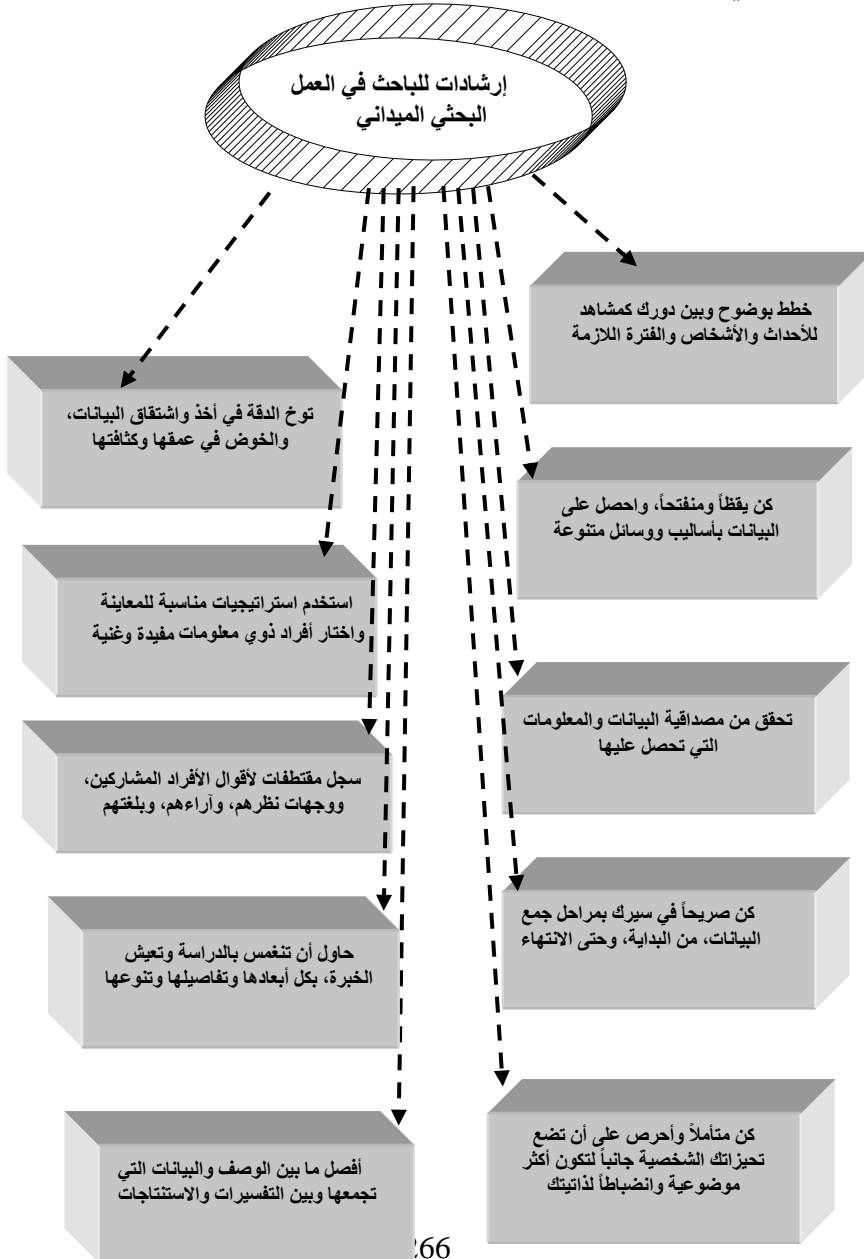 إرشادات للباحث في العمل
البحثي الميداني
خطط بوضوح وبين دورك كمشاهد
للأحداث والأشخاص والفترة اللازمة
كن يقظاً ومنفتحاً، واحصل على
البيانات بأساليب ووسائل متنوعة
تحقق من مصداقية البيانات والمعلومات
التي تحصل عليها
كن صريحاً في سيرك بمراحل جمع
البيانات، من البداية، وحتى الانتهاء
كن متأملاً وأحرص على أن تضع
تحيزاتك الشخصية جانباً لتكون أكثر
موضوعية وانضباطاً لذاتيتك
توخ الدقة في أخذ واشتقاق البيانات،
والخوض في عمقها وكثافتها
استخدم استراتيجيات مناسبة للمعاينة
واختار أفراد ذوي معلومات مفيدة وغنية
سجل مقتطفات لأقوال الأفراد المشاركين،
ووجهات نظرهم، وآراءهم، وبلغتهم
حاول أن تنغمس بالدراسة وتعيش
الخبرة، بكل أبعادها وتفاصيلها وتنوعها
أفصل ما بين الوصف والبيانات التي
تجمعها وبين التفسيرات والاستنتاجات
266